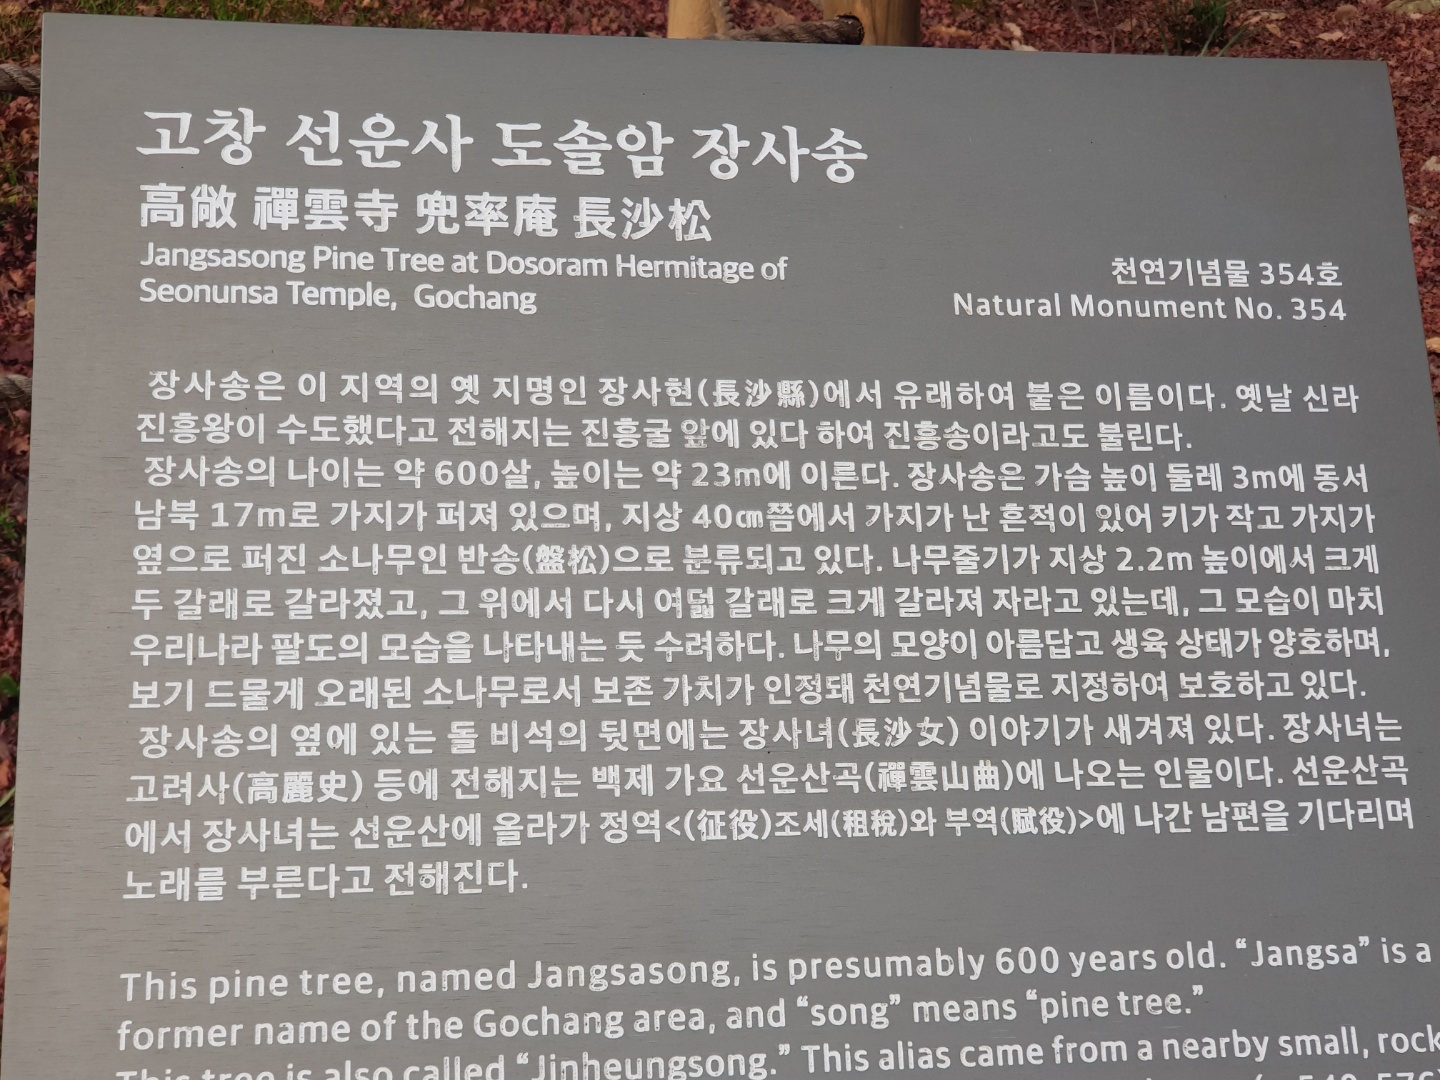 고창 선운사 도솔암 장사송
高敞 禪雲寺 兜率庵 長沙松
Jangsasong Pine Tree at Dosoram Hermitage of
Seonunsa Temple, Gochang
천연기념물 354호
Natural Monument No. 354
장사송은 이 지역의 옛 지명인 장사현(長沙縣)에서 유래하여 붙은 이름이다. 옛날 신라
진흥왕이 수도했다고 전해지는 진흥굴 앞에 있다 하여 진흥송이라고도 불린다.
장사송의 나이는 약 600살, 높이는 약 23m에 이른다. 장사송은 가슴 높이 둘레 3m에 동서
남북 17m로 가지가 퍼져 있으며, 지상 40㎝쯤에서 가지가 난 흔적이 있어 키가 작고 가지가
옆으로 퍼진 소나무인 반송(盤松)으로 분류되고 있다. 나무줄기가 지상 2.2m 높이에서 크게
두 갈래로 갈라졌고, 그 위에서 다시 여덟 갈래로 크게 갈라져 자라고 있는데, 그 모습이 마치
우리나라 팔도의 모습을 나타내는 듯 수려하다. 나무의 모양이 아름답고 생육 상태가 양호하며,
보기 드물게 오래된 소나무로서 보존 가치가 인정돼 천연기념물로 지정하여 보호하고 있다.
장사송의 옆에 있는 돌 비석의 뒷면에는 장사녀(長沙女) 이야기가 새겨져 있다. 장사녀는
고려사(高麗史) 등에 전해지는 백제 가요 선운산곡(禪雲山曲)에 나오는 인물이다. 선운산곡
에서 장사녀는 선운산에 올라가 정역<(征役)조세(租稅)와 부역(賦役)>에 나간 남편을 기다리며
노래를 부른다고 전해진다.
This pine tree, named Jangsasong, is presumably 600 years old. “Jangsa” is a
former name of the Gochang area, and “song” means “pine tree.”
This tree is also called “Jinheungsong.” This alias came from a nearby small, rock